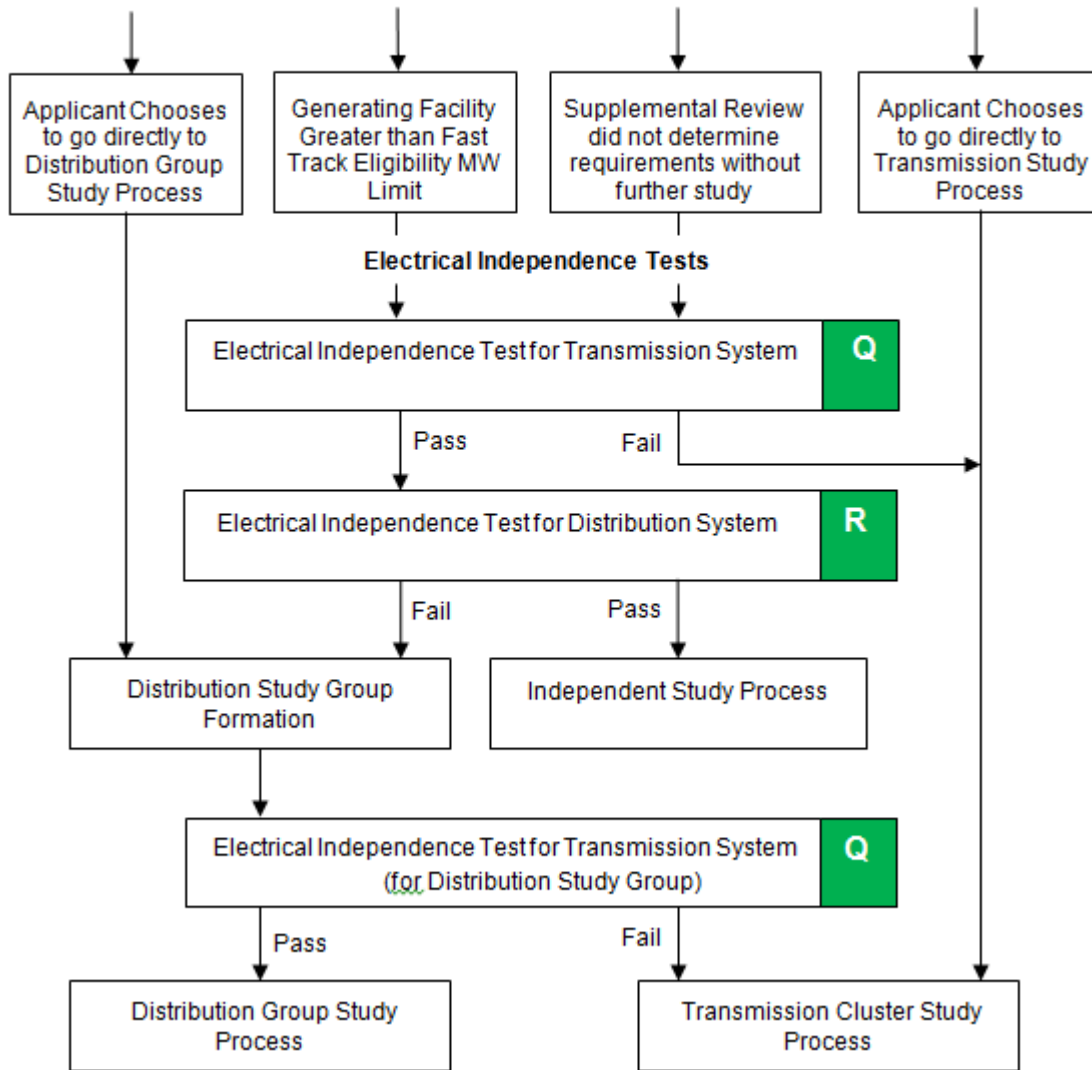 Applicant Chooses
to go directly to
Distribution Group
Study Process
Generating Facility
Greater than Fast
Track Eligibility MW
Limit
Supplemental Review
did not determine
requirements without
further study
Applicant Chooses
to go directly to
Transmission Study
Process
Electrical Independence Tests
Electrical Independence Test for Transmission System
Q
Pass
Fail
Electrical Independence Test for Distribution System
R
Fail
Pass
Distribution Study Group
Formation
Independent Study Process
Electrical Independence Test for Transmission System
(for Distribution Study Group)
Q
Pass
Fail
Distribution Group Study
Process
Transmission Cluster Study
Process